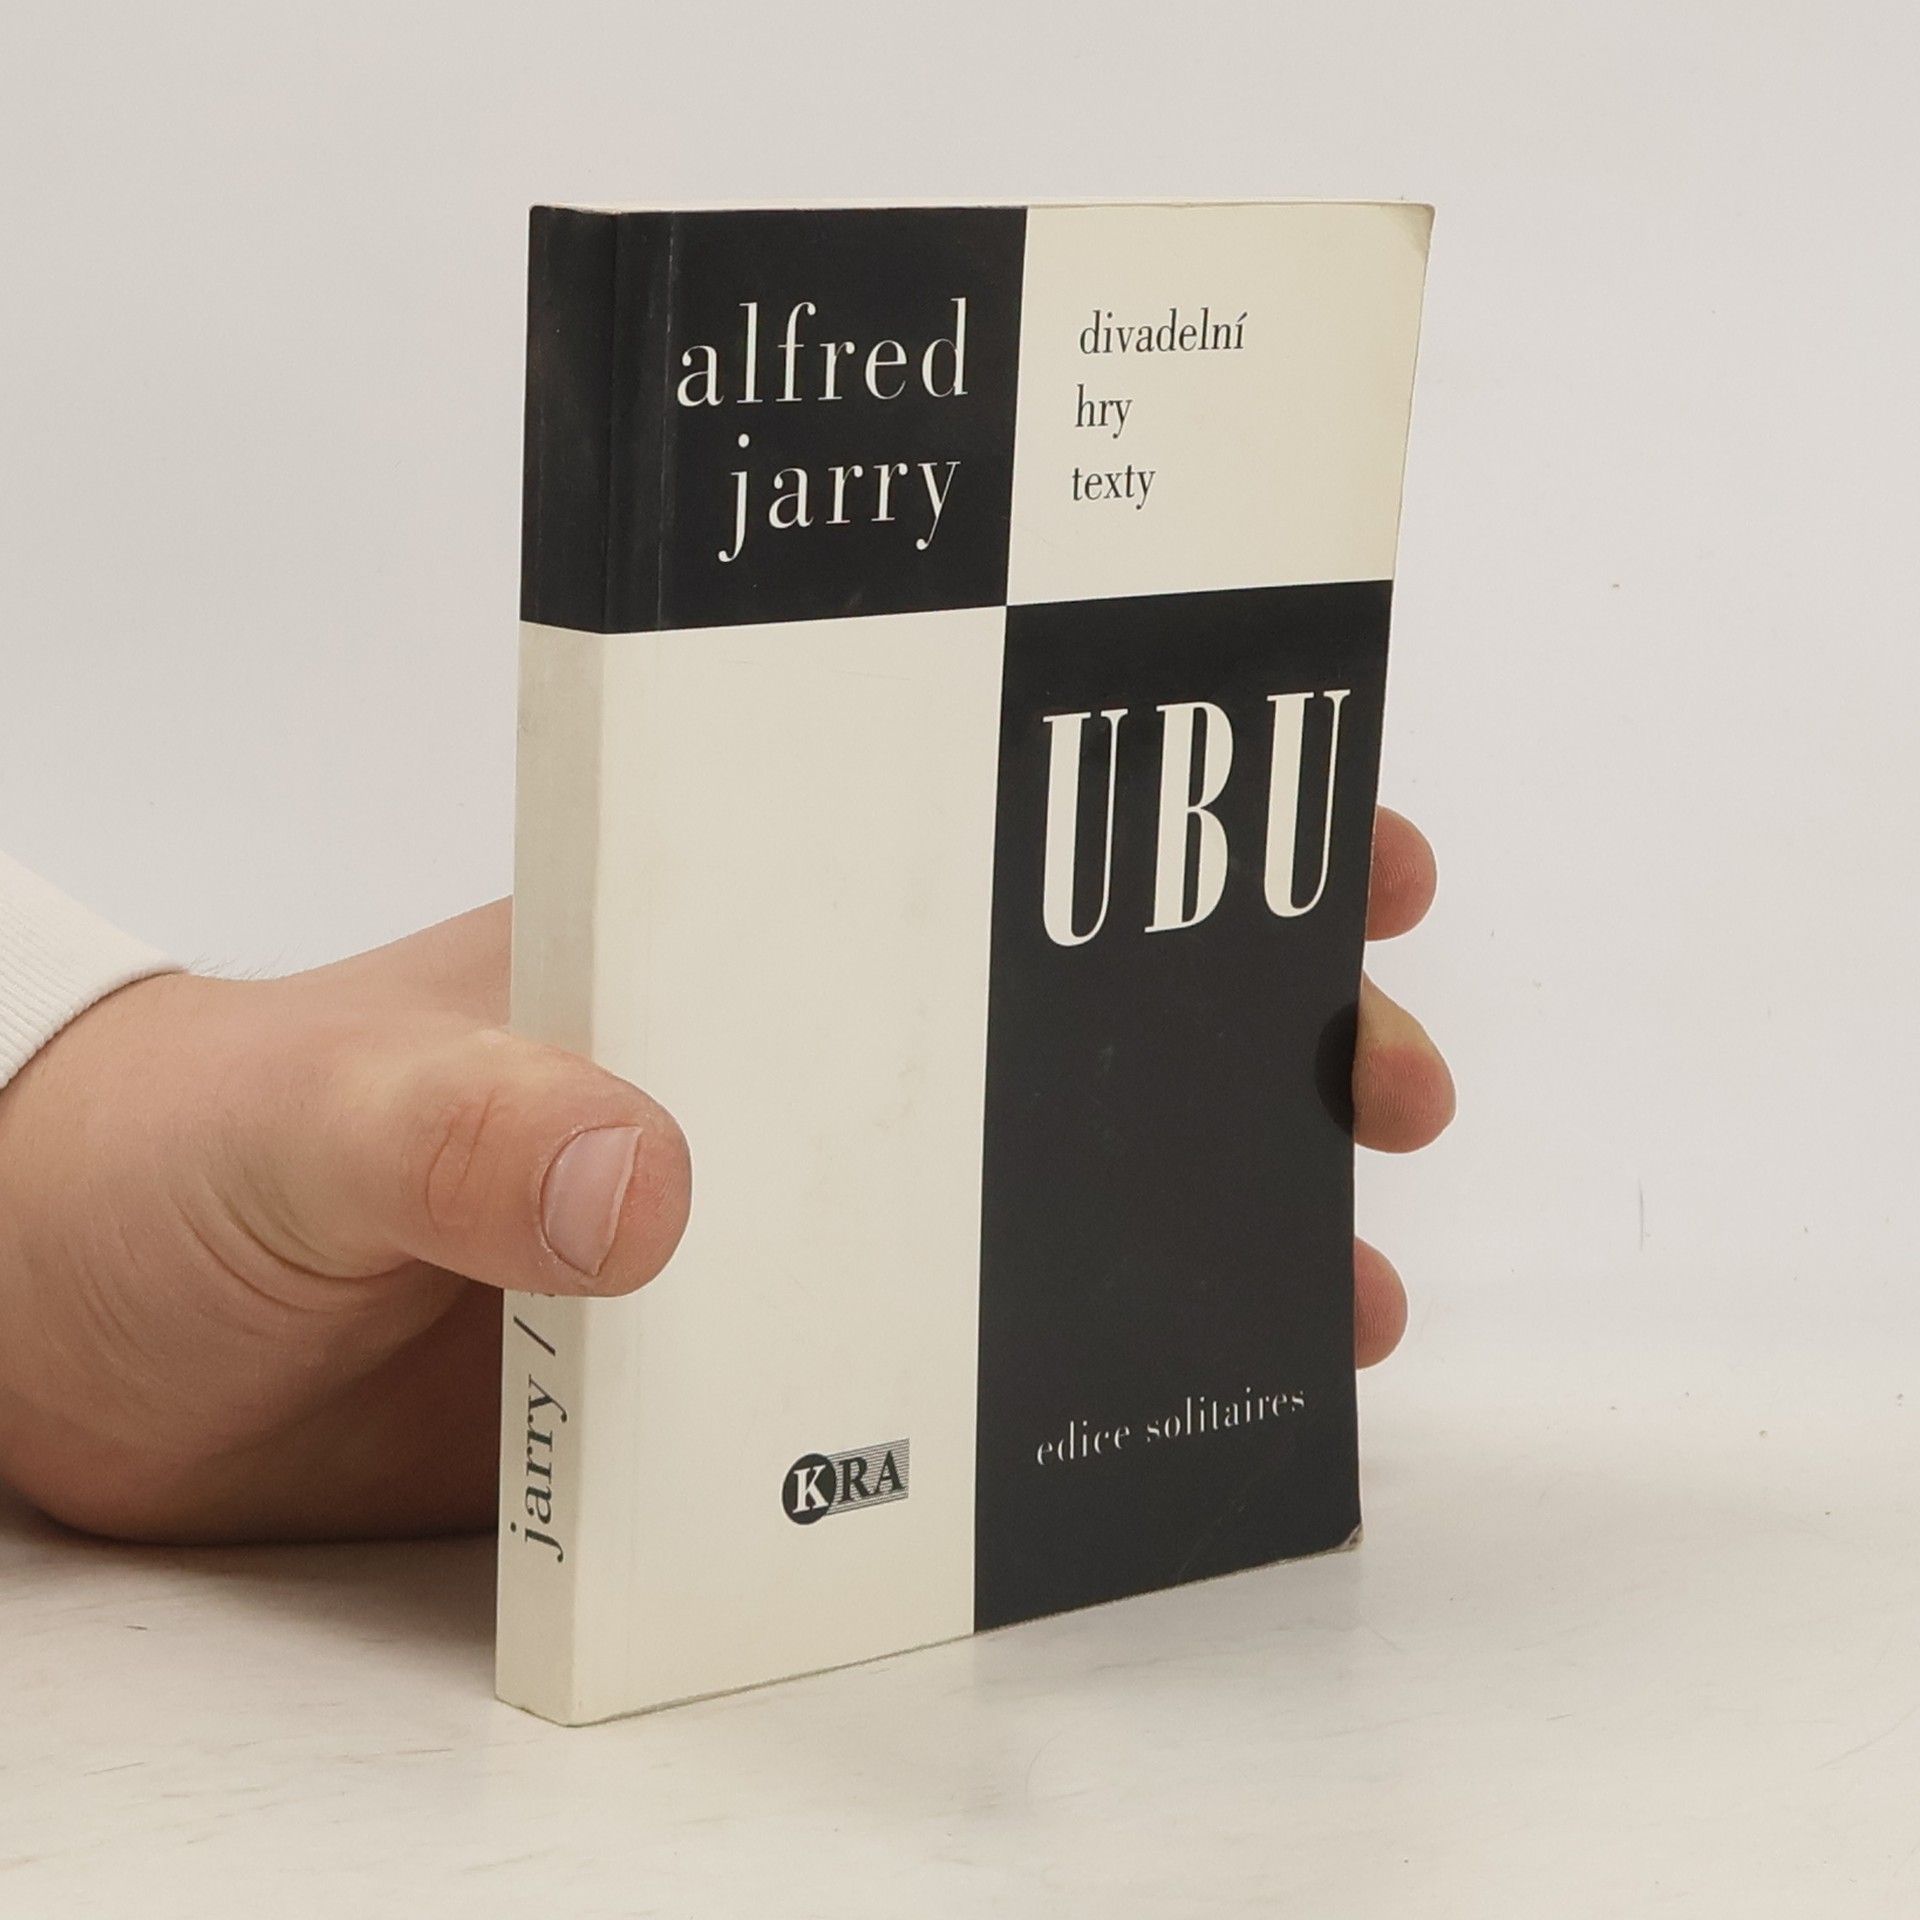 alfred
jarry
divadelní
hry
texty
UBU
edice solitaires
KRA
jarry /